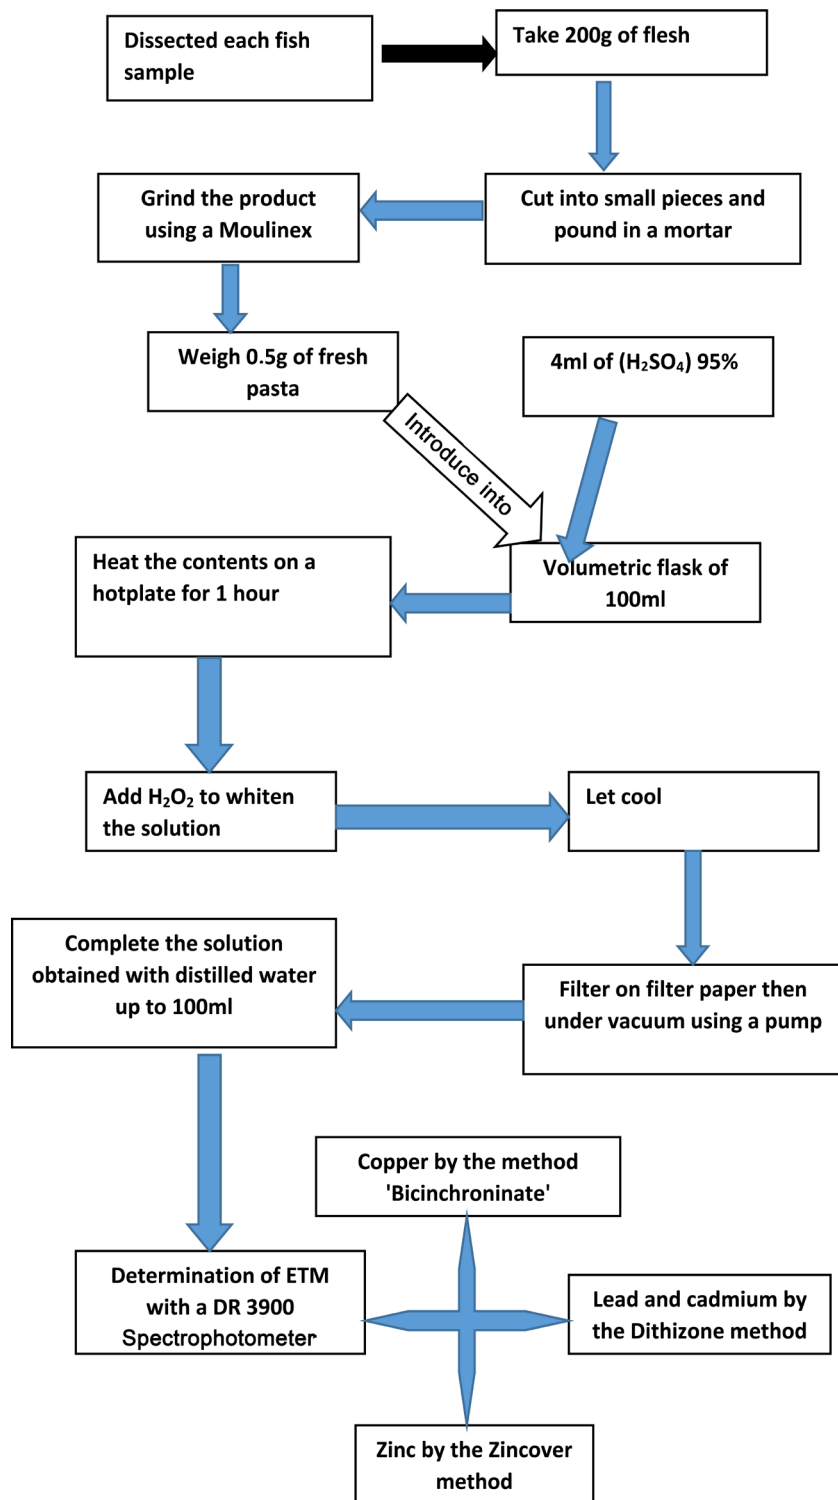 Dissected each fish
sample
Take 200g of flesh
Cut into small pieces and
pound in a mortar
Grind the product
using a Moulinex
Weigh 0.5g of fresh
pasta
4ml of (H₂SO₄) 95%
Introduce into
Volumetric flask of
100ml
Heat the contents on a
hotplate for 1 hour
Add H₂O₂ to whiten
the solution
Let cool
Filter on filter paper then
under vacuum using a pump
Complete the solution
obtained with distilled water
up to 100ml
Determination of ETM
with a DR 3900
Spectrophotometer
Copper by the method
'Bicinchroninate'
Lead and cadmium by
the Dithizone method
Zinc by the Zincover
method